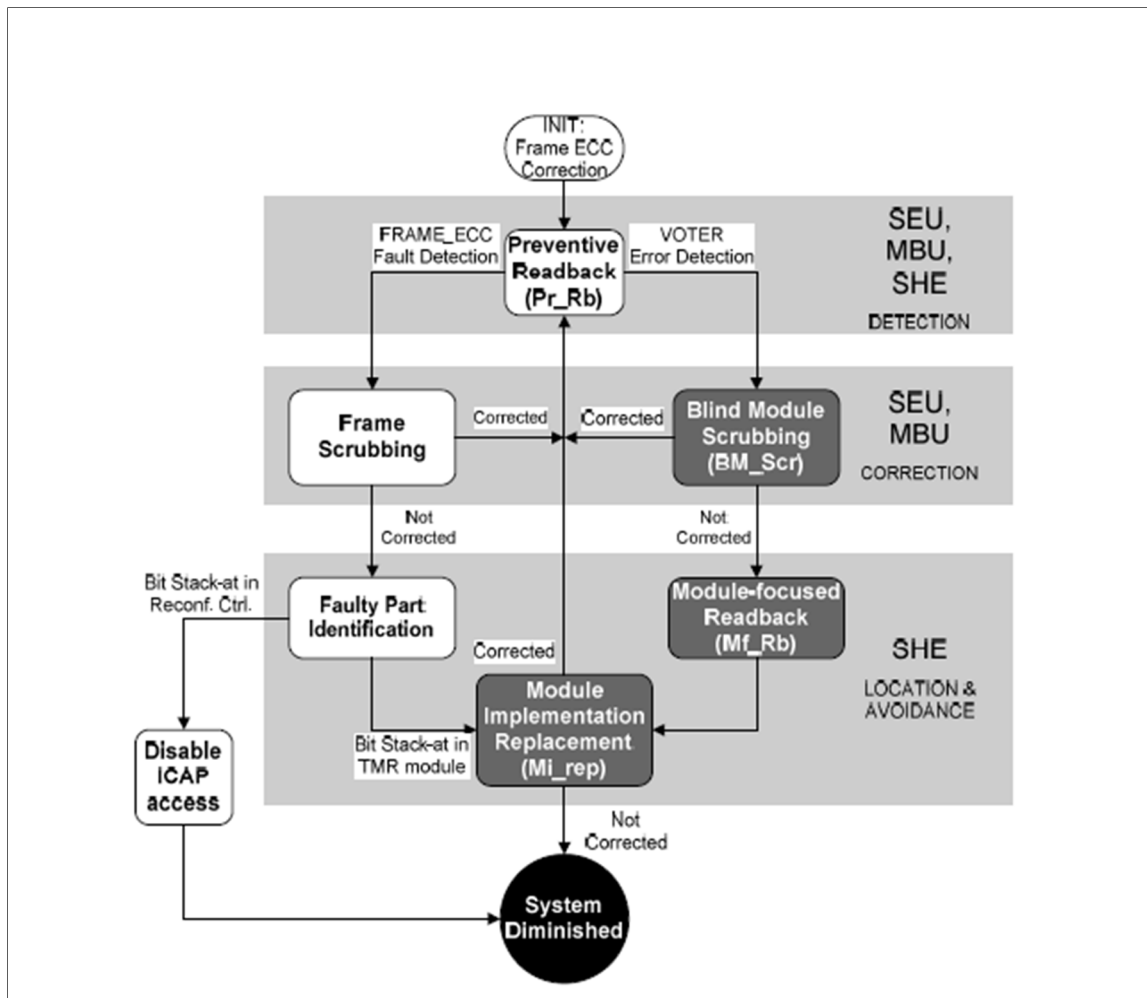 INIT:
Frame ECC
Correction
FRAME_ECC
Fault Detection
Preventive
Readback
(Pr_Rb)
VOTER
Error Detection
SEU,
MBU,
SHE
DETECTION
Frame
Scrubbing
Corrected
Corrected
Blind Module
Scrubbing
(BM_Scr)
SEU,
MBU
CORRECTION
Not
Corrected
Not
Corrected
Bit Stack-at in
Reconf. Ctrl.
Faulty Part
Identification
Module-focused
Readback
(Mf_Rb)
Corrected
SHE
LOCATION &
AVOIDANCE
Module
Implementation
Replacement
(Mi_rep)
Bit Stack-at in
TMR module
Disable
ICAP
access
Not
Corrected
System
Diminished